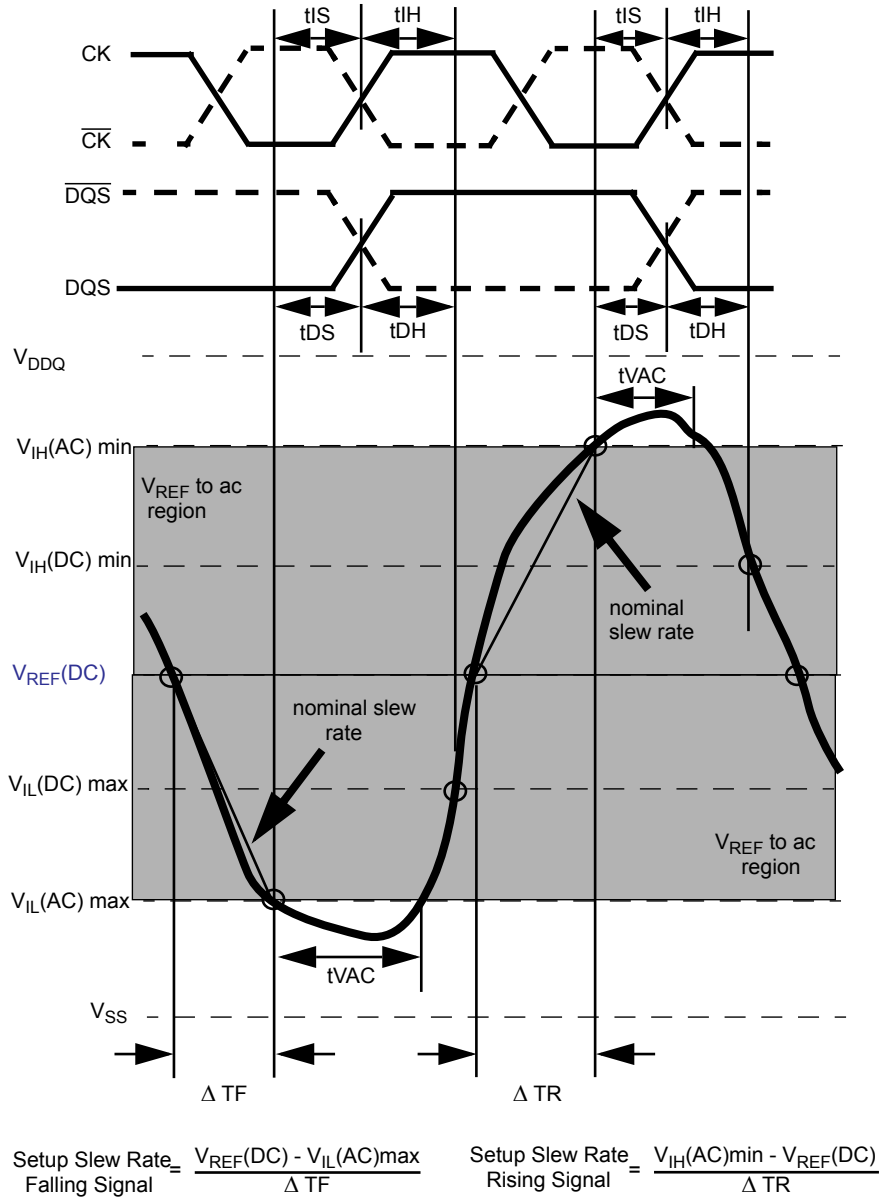 tIS tIH tIS tIH
CK
CK
DQS
DQS
tDS tDH tDS tDH
VDDQ
tVAC
VIH(AC) min
VREF to ac
region
VIH(DC) min
nominal
slew rate
VREF(DC)
nominal slew
rate
VIL(DC) max
VREF to ac
region
VIL(AC) max
tVAC
VSS
Δ TF Δ TR
Setup Slew Rate
Falling Signal
=
VREF(DC) - VIL(AC)max
Δ TF
Setup Slew Rate
Rising Signal
=
VIH(AC)min - VREF(DC)
Δ TR